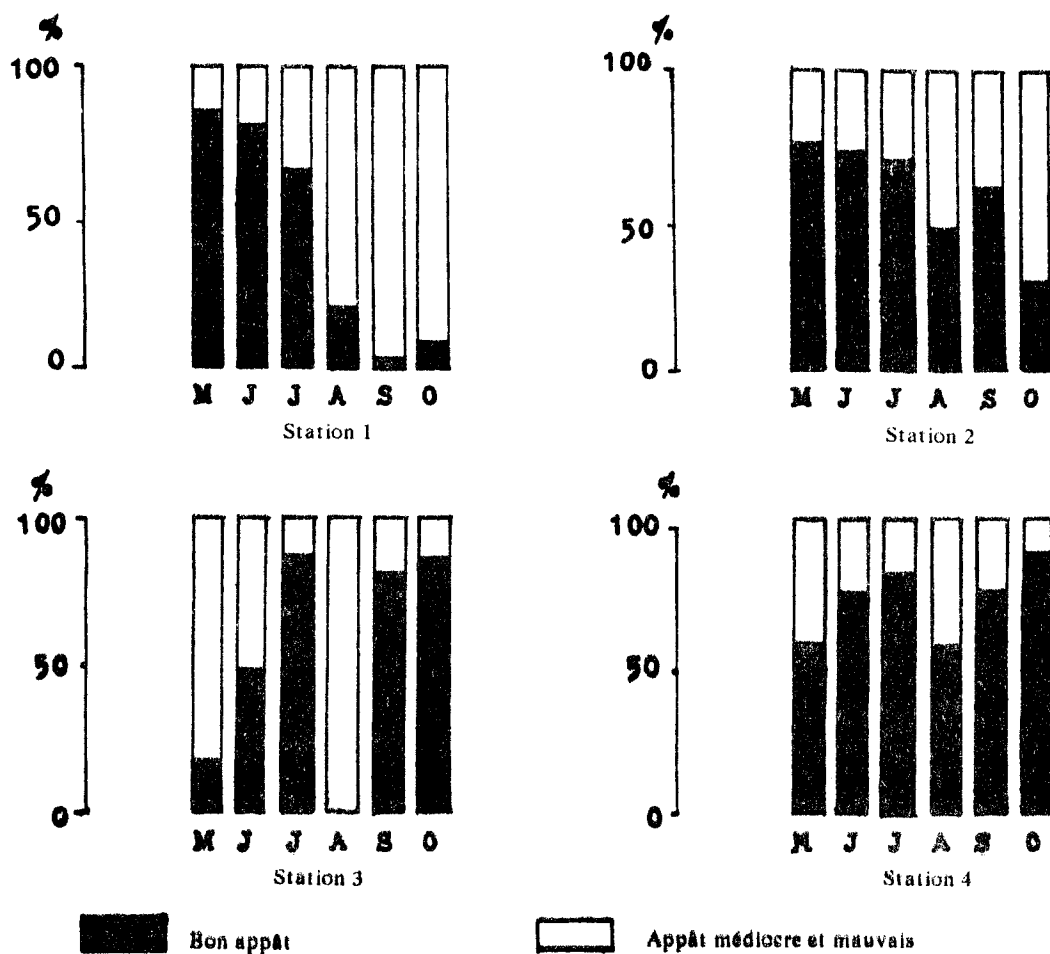 %
100
50
0
M J J A S O
Station 1
%
100
50
0
M J J A S O
Station 2
%
100
50
0
M J J A S O
Station 3
%
100
50
0
M J J A S O
Station 4
Bon appât
Appât médiocre et mauvais